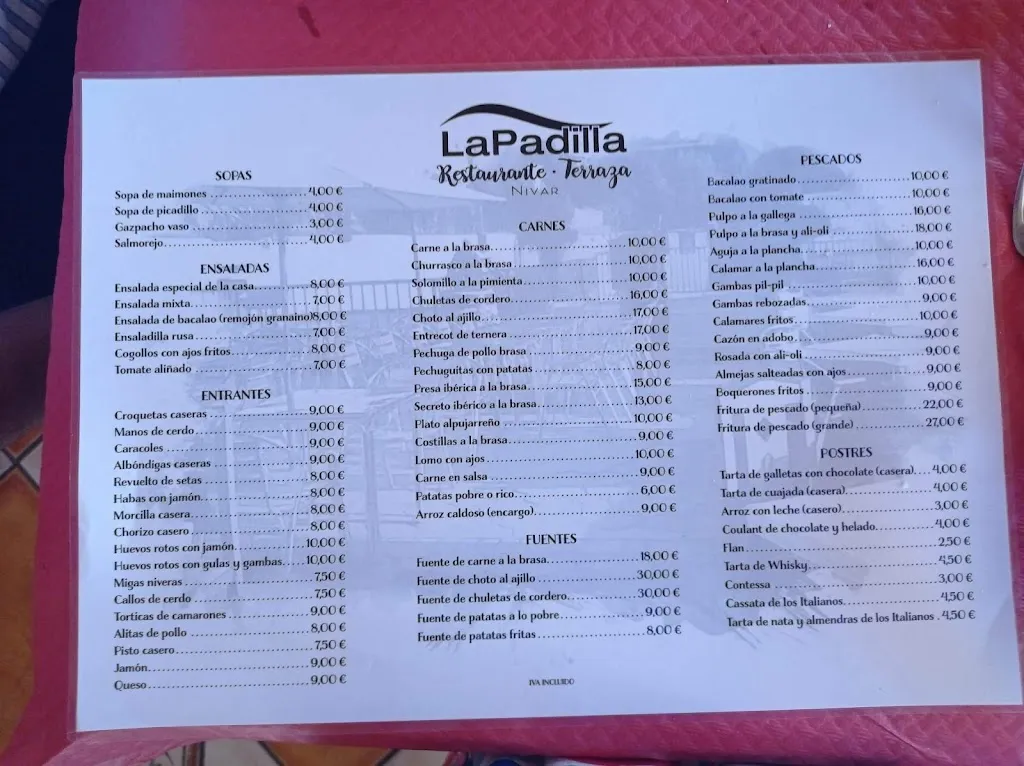 LaPadilla
Restaurante · Terraza
NIVAR
SOPAS
Sopa de maimones ........ 4,00 €
Sopa de picadillo ........ 4,00 €
Gazpacho vaso ........ 3,00 €
Salmorejo ........ 4,00 €
ENSALADAS
Ensalada especial de la casa ........ 8,00 €
Ensalada mixta ........ 7,00 €
Ensalada de bacalao (remojón granaino) 8,00 €
Ensaladilla rusa ........ 7,00 €
Cogollos con ajos fritos ........ 8,00 €
Tomate aliñado ........ 7,00 €
ENTRANTES
Croquetas caseras ........ 9,00 €
Manos de cerdo ........ 9,00 €
Caracoles ........ 9,00 €
Albóndigas caseras ........ 9,00 €
Revuelto de setas ........ 8,00 €
Habas con jamón ........ 8,00 €
Morcilla casera ........ 8,00 €
Chorizo casero ........ 8,00 €
Huevos rotos con jamón ........ 10,00 €
Huevos rotos con gulas y gambas ........ 10,00 €
Migas niveras ........ 7,50 €
Callos de cerdo ........ 7,50 €
Torticas de camarones ........ 9,00 €
Alitas de pollo ........ 8,00 €
Pisto casero ........ 7,50 €
Jamón ........ 9,00 €
Queso ........ 9,00 €
CARNES
Carne a la brasa ........ 10,00 €
Churrasco a la brasa ........ 10,00 €
Solomillo a la pimienta ........ 10,00 €
Chuletas de cordero ........ 16,00 €
Choto al ajillo ........ 17,00 €
Entrecot de ternera ........ 17,00 €
Pechuga de pollo brasa ........ 9,00 €
Pechuguitas con patatas ........ 8,00 €
Presa ibérica a la brasa ........ 15,00 €
Secreto ibérico a la brasa ........ 13,00 €
Plato alpujarreño ........ 10,00 €
Costillas a la brasa ........ 9,00 €
Lomo con ajos ........ 10,00 €
Carne en salsa ........ 9,00 €
Patatas pobre o rico ........ 6,00 €
Arroz caldoso (encargo) ........ 9,00 €
FUENTES
Fuente de carne a la brasa ........ 18,00 €
Fuente de choto al ajillo ........ 30,00 €
Fuente de chuletas de cordero ........ 30,00 €
Fuente de patatas a lo pobre ........ 9,00 €
Fuente de patatas fritas ........ 8,00 €
IVA INCLUIDO
PESCADOS
Bacalao gratinado ........ 10,00 €
Bacalao con tomate ........ 10,00 €
Pulpo a la gallega ........ 16,00 €
Pulpo a la brasa y ali-oli ........ 18,00 €
Aguja a la plancha ........ 10,00 €
Calamar a la plancha ........ 16,00 €
Gambas pil-pil ........ 10,00 €
Gambas rebozadas ........ 9,00 €
Calamares fritos ........ 10,00 €
Cazón en adobo ........ 9,00 €
Rosada con ali-oli ........ 9,00 €
Almejas salteadas con ajos ........ 9,00 €
Boquerones fritos ........ 9,00 €
Fritura de pescado (pequeña) ........ 22,00 €
Fritura de pescado (grande) ........ 27,00 €
POSTRES
Tarta de galletas con chocolate (casera) .... 4,00 €
Tarta de cuajada (casera) ........ 4,00 €
Arroz con leche (casero) ........ 3,00 €
Coulant de chocolate y helado ........ 4,00 €
Flan ........ 2,50 €
Tarta de Whisky ........ 4,50 €
Contessa ........ 3,00 €
Cassata de los Italianos ........ 4,50 €
Tarta de nata y almendras de los Italianos . 4,50 €